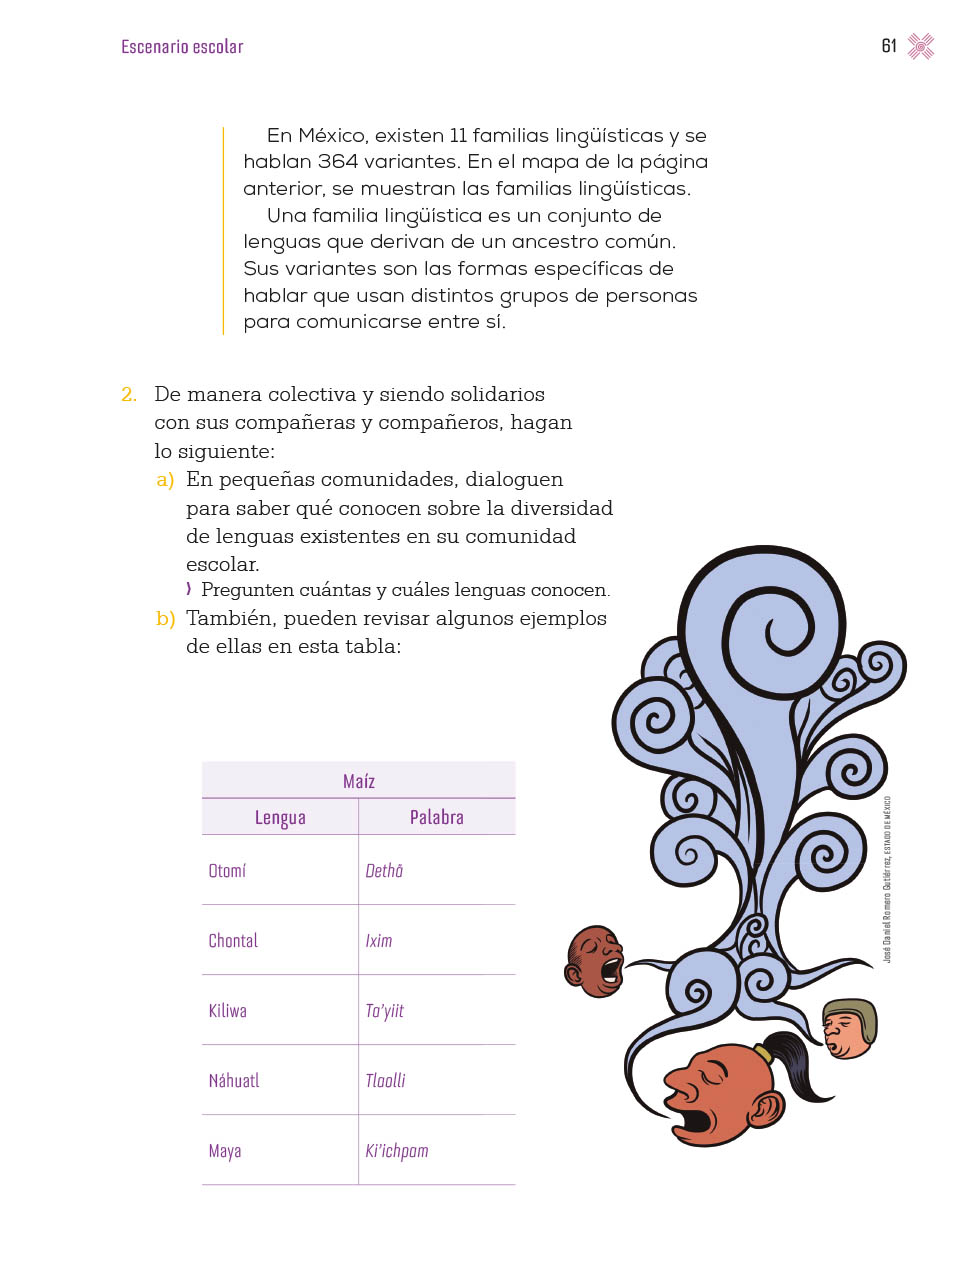 Escenario escolar
61
En México, existen 11 familias lingüísticas y se
hablan 364 variantes. En el mapa de la página
anterior, se muestran las familias lingüísticas.
Una familia lingüística es un conjunto de
lenguas que derivan de un ancestro común.
Sus variantes son las formas específicas de
hablar que usan distintos grupos de personas
para comunicarse entre sí.
2. De manera colectiva y siendo solidarios
con sus compañeras y compañeros, hagan
lo siguiente:
a) En pequeñas comunidades, dialoguen
para saber qué conocen sobre la diversidad
de lenguas existentes en su comunidad
escolar.
⟩ Pregunten cuántas y cuáles lenguas conocen.
b) También, pueden revisar algunos ejemplos
de ellas en esta tabla:
Maíz
Lengua Palabra
Otomí Dethã
Chontal Ixim
Kiliwa Ta’yiit
Náhuatl Tlaolli
Maya Ki’ichpam
José Daniel Romero Gutiérrez, ESTADO DE MÉXICO